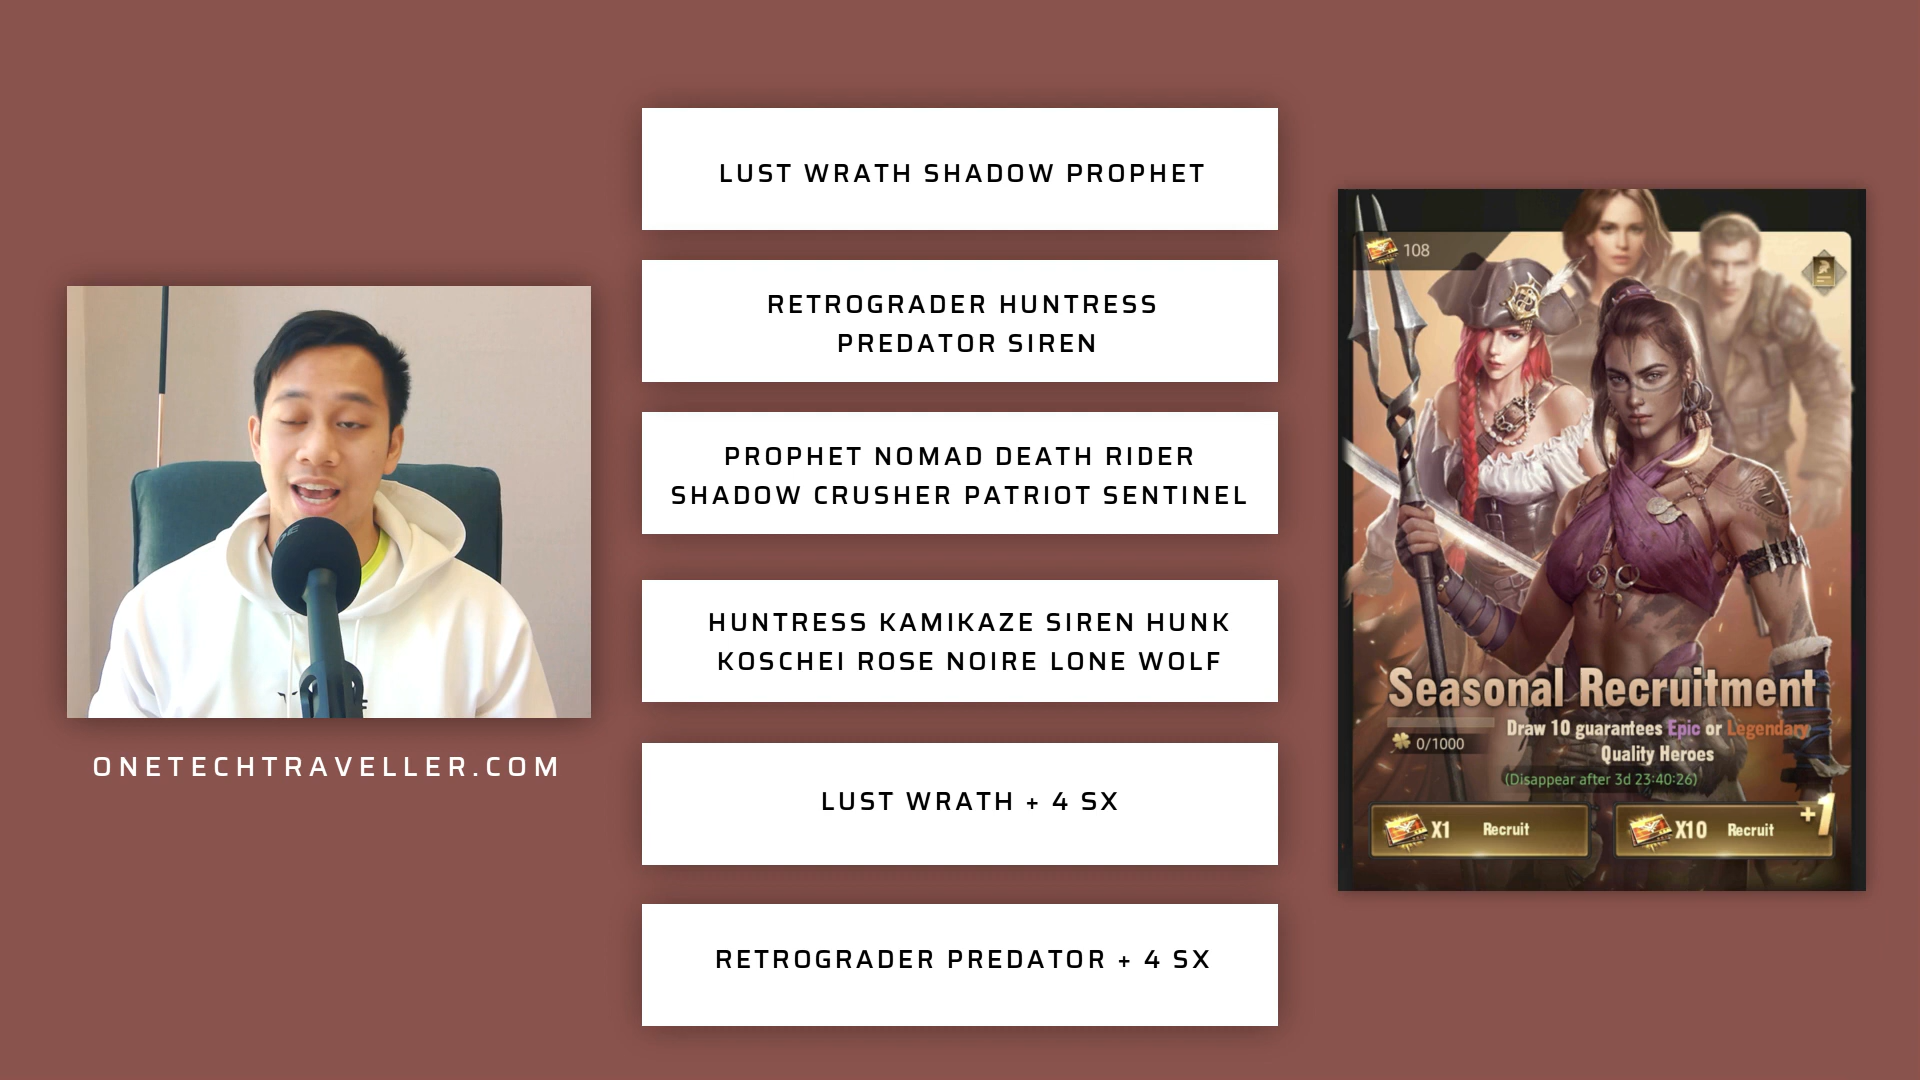 LUST WRATH SHADOW PROPHET
RETROGRADER HUNTRESS
PREDATOR SIREN
PROPHET NOMAD DEATH RIDER
SHADOW CRUSHER PATRIOT SENTINEL
HUNTRESS KAMIKAZE SIREN HUNK
KOSCHEI ROSE NOIRE LONE WOLF
LUST WRATH + 4 SX
RETROGRADER PREDATOR + 4 SX
ONETECHTRAVELLER.COM
108
Seasonal Recruitment
Draw 10 guarantees Epic or Legendary
Quality Heroes
0/1000
(Disappear after 3d 23:40:26)
X1 Recruit
X10 Recruit
+1